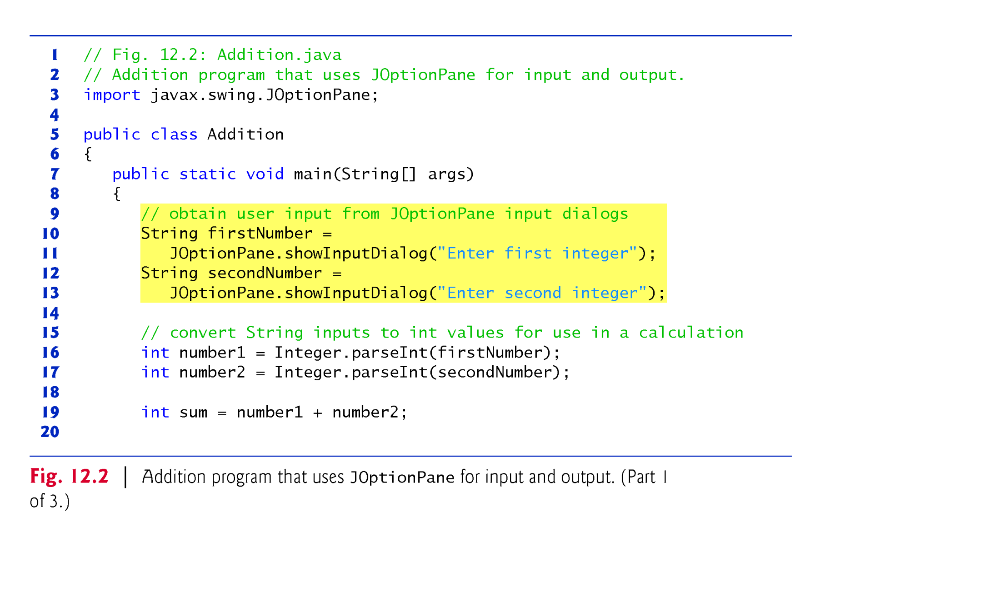 1 // Fig. 12.2: Addition.java
2 // Addition program that uses JOptionPane for input and output.
3 import javax.swing.JOptionPane;
4
5 public class Addition
6 {
7    public static void main(String[] args)
8    {
9       // obtain user input from JOptionPane input dialogs
10       String firstNumber =
11          JOptionPane.showInputDialog("Enter first integer");
12       String secondNumber =
13          JOptionPane.showInputDialog("Enter second integer");
14
15       // convert String inputs to int values for use in a calculation
16       int number1 = Integer.parseInt(firstNumber);
17       int number2 = Integer.parseInt(secondNumber);
18
19       int sum = number1 + number2;
20
Fig. 12.2 | Addition program that uses JOptionPane for input and output. (Part 1
of 3.)